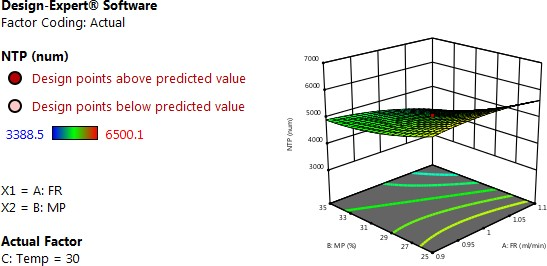 Design-Expert® Software
Factor Coding: Actual
NTP (num)
Design points above predicted value
Design points below predicted value
3388.5 6500.1
X1 = A: FR
X2 = B: MP
Actual Factor
C: Temp = 30
7000
6000
5000
4000
3000
NTP (num)
35
33
31
29
27
25
B: MP (%)
0.9
0.95
1
1.05
1.1
A: FR (ml/min)